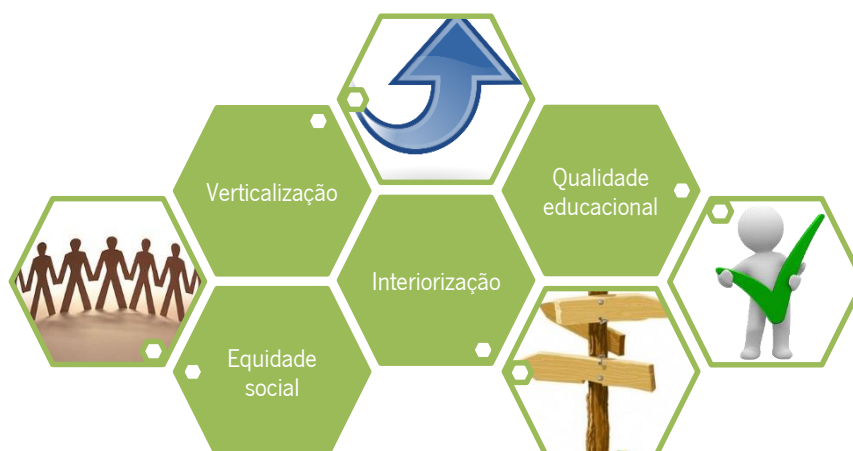 Verticalização
Qualidade
educacional
Interiorização
Equidade
social